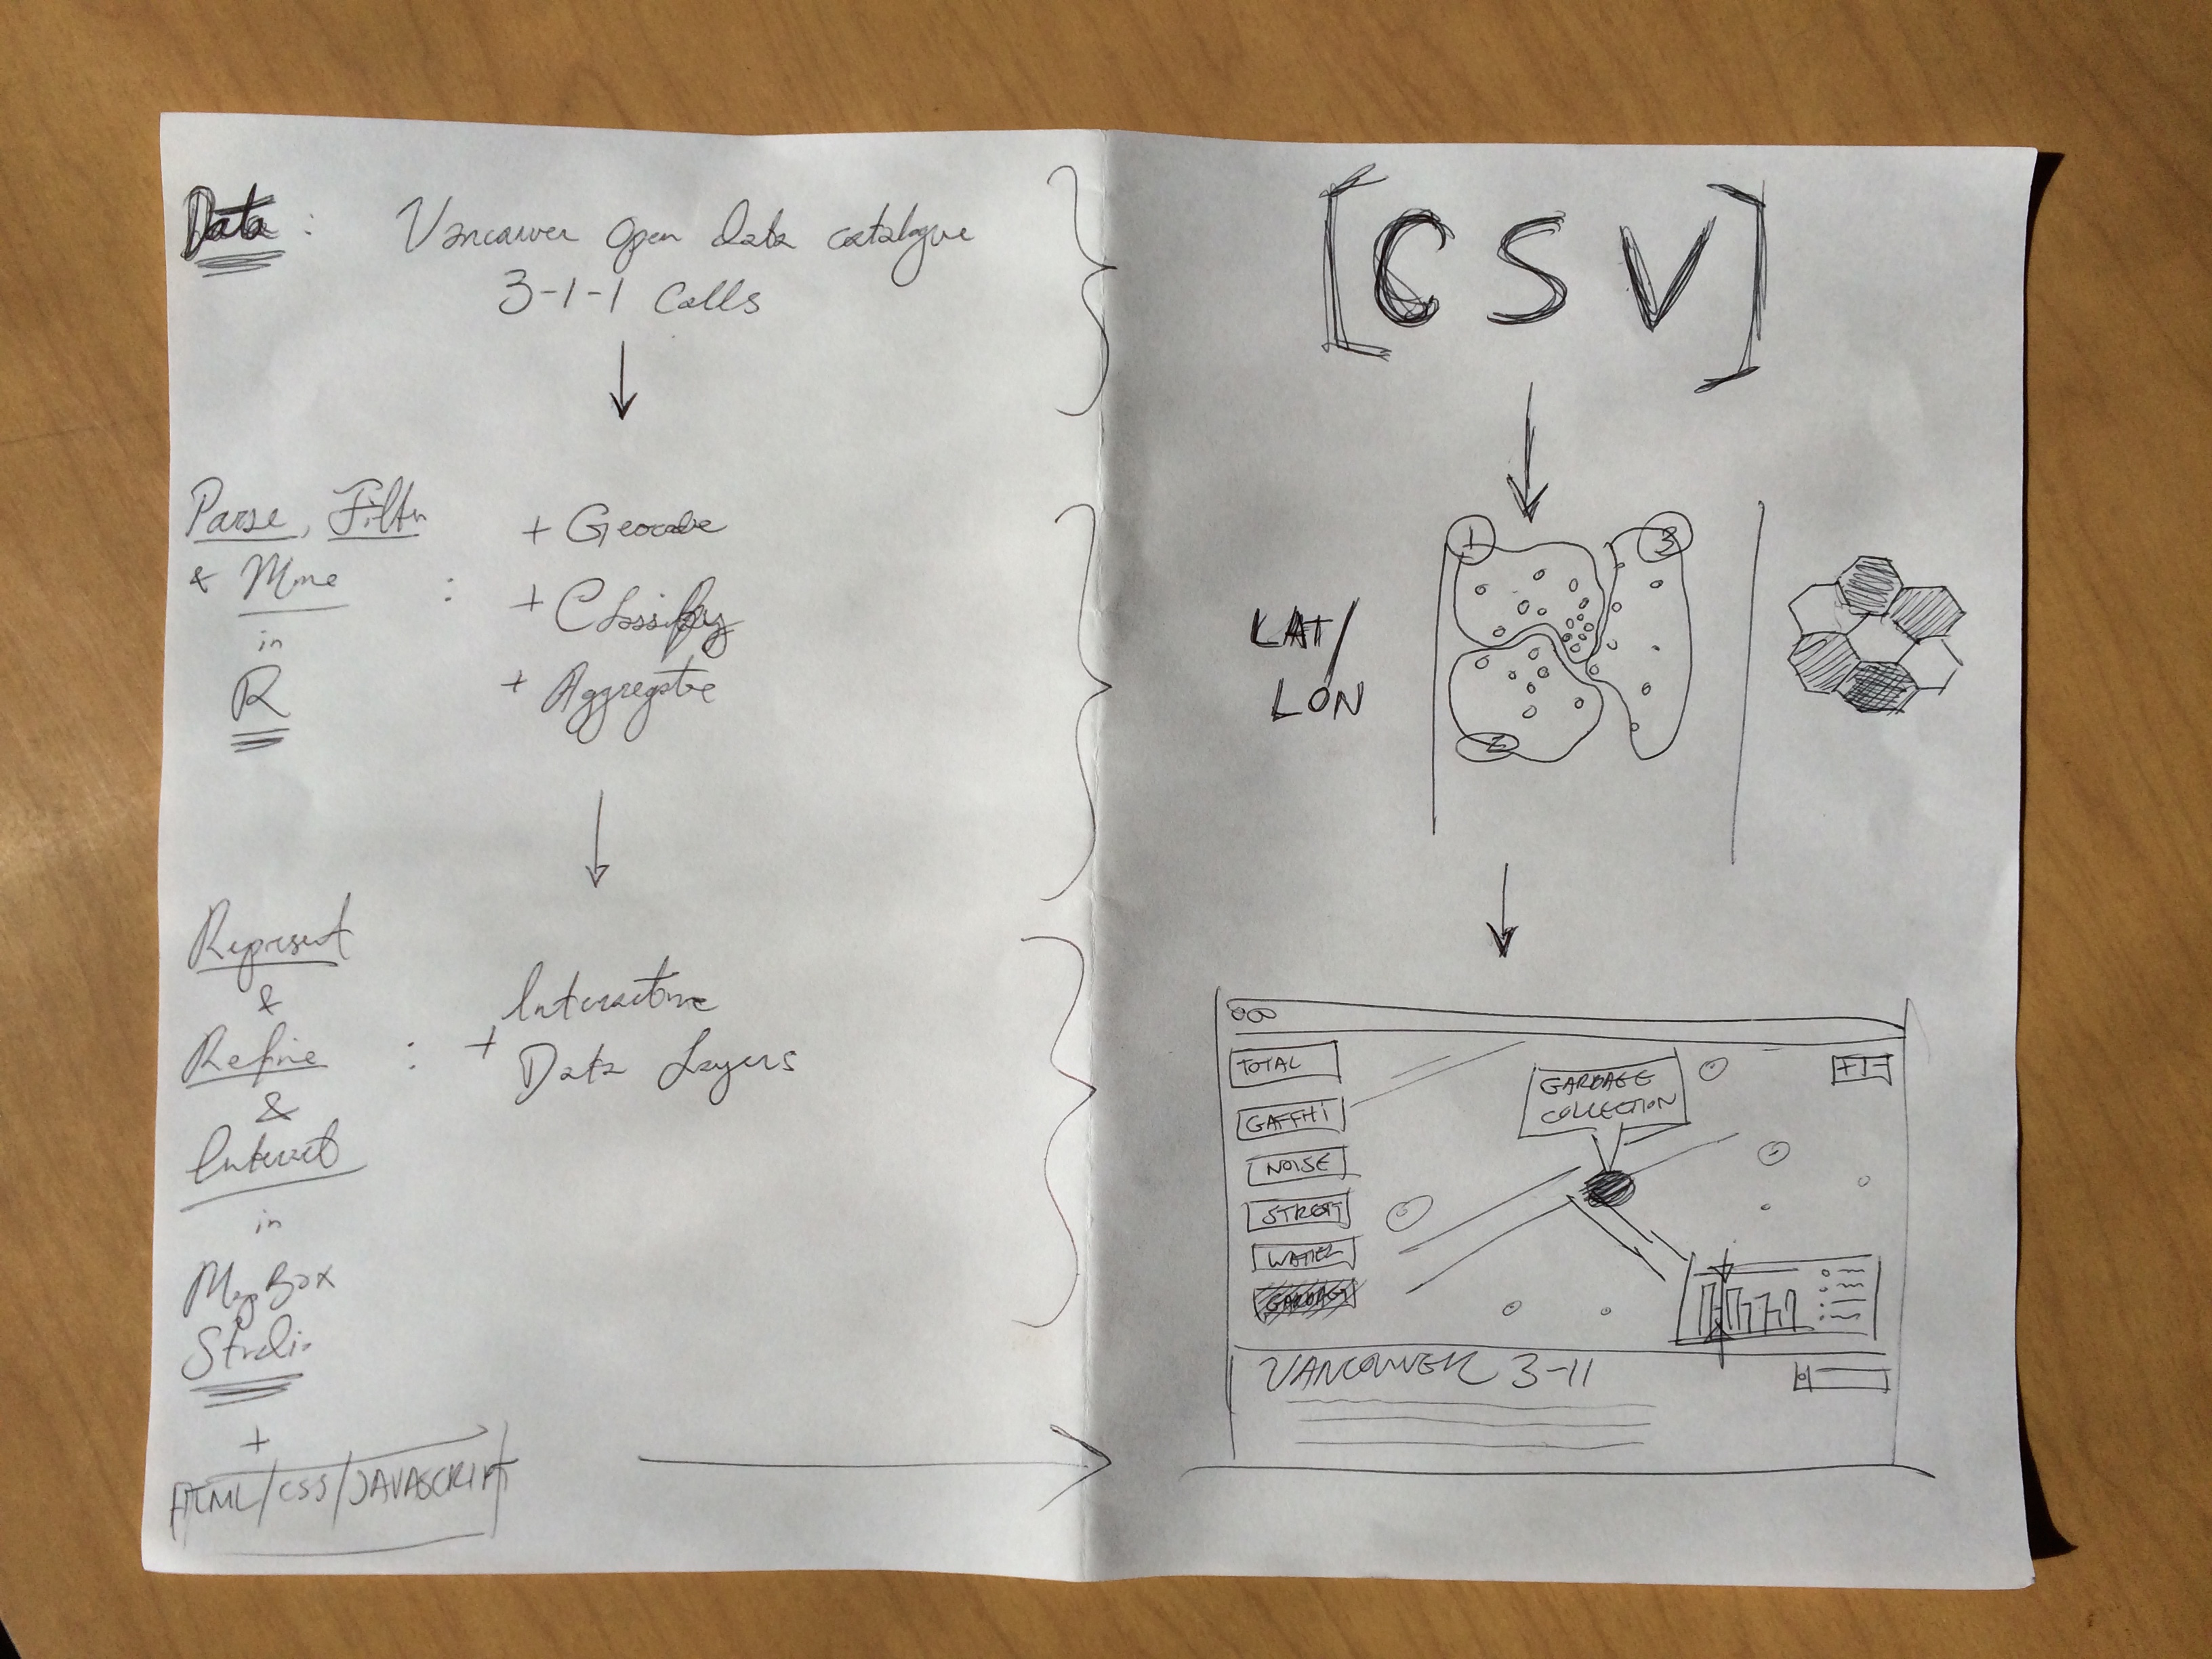 Data : Vancouver Open Data catalogue
3-1-1 Calls
Parse, Filter
& Mine :
in
R
+ Geocode
+ Classify
+ Aggregate
Represent
&
Refine :
&
Interact
in
MapBox
Studio
+
HTML/CSS/JAVASCRIPT
+ Interactive
Data Layers
[CSV]
LAT/
LON
1
3
2
TOTAL
GAFFHI
NOISE
STREET
WATER
GARBAGE
GARBAGE
COLLECTION
+|-
VANCOUVER 3-11